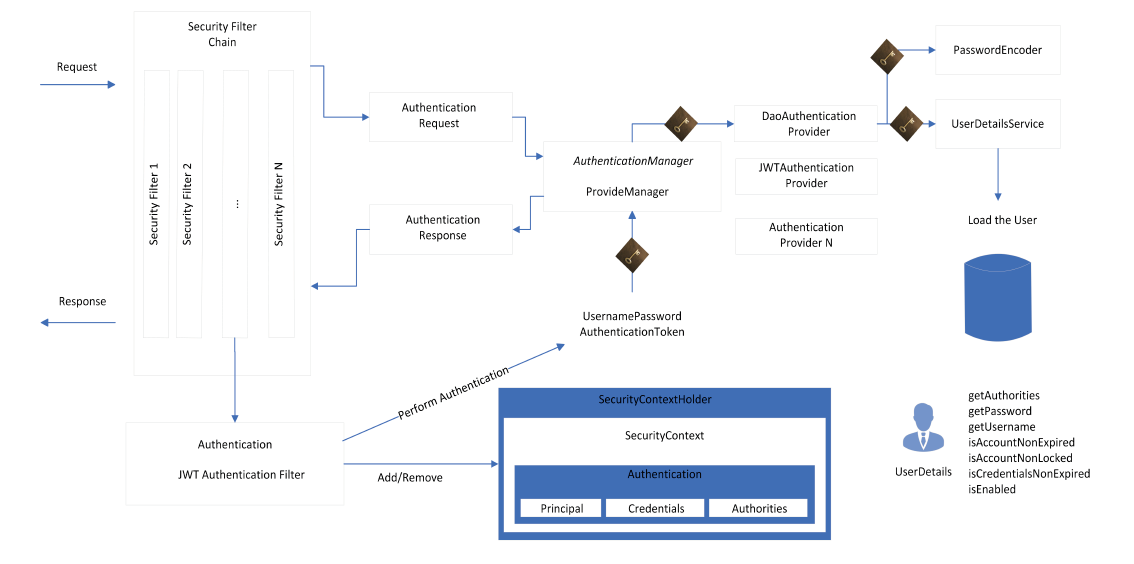 Security Filter
Chain
Request
Security Filter 1
Security Filter 2
...
Security Filter N
Response
Authentication
Request
Authentication
Response
AuthenticationManager
ProvideManager
DaoAuthentication
Provider
JWTAuthentication
Provider
Authentication
Provider N
PasswordEncoder
UserDetailsService
Load the User
UsernamePassword
AuthenticationToken
Perform Authentication
Authentication
JWT Authentication Filter
Add/Remove
SecurityContextHolder
SecurityContext
Authentication
Principal
Credentials
Authorities
UserDetails
getAuthorities
getPassword
getUsername
isAccountNonExpired
isAccountNonLocked
isCredentialsNonExpired
isEnabled